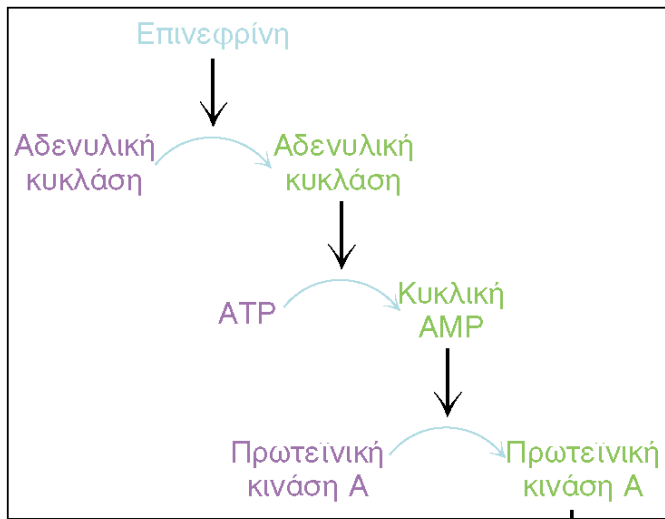 Επινεφρίνη
Αδενυλική
κυκλάση
Αδενυλική
κυκλάση
ATP
Κυκλική
AMP
Πρωτεϊνική
κινάση Α
Πρωτεϊνική
κινάση Α